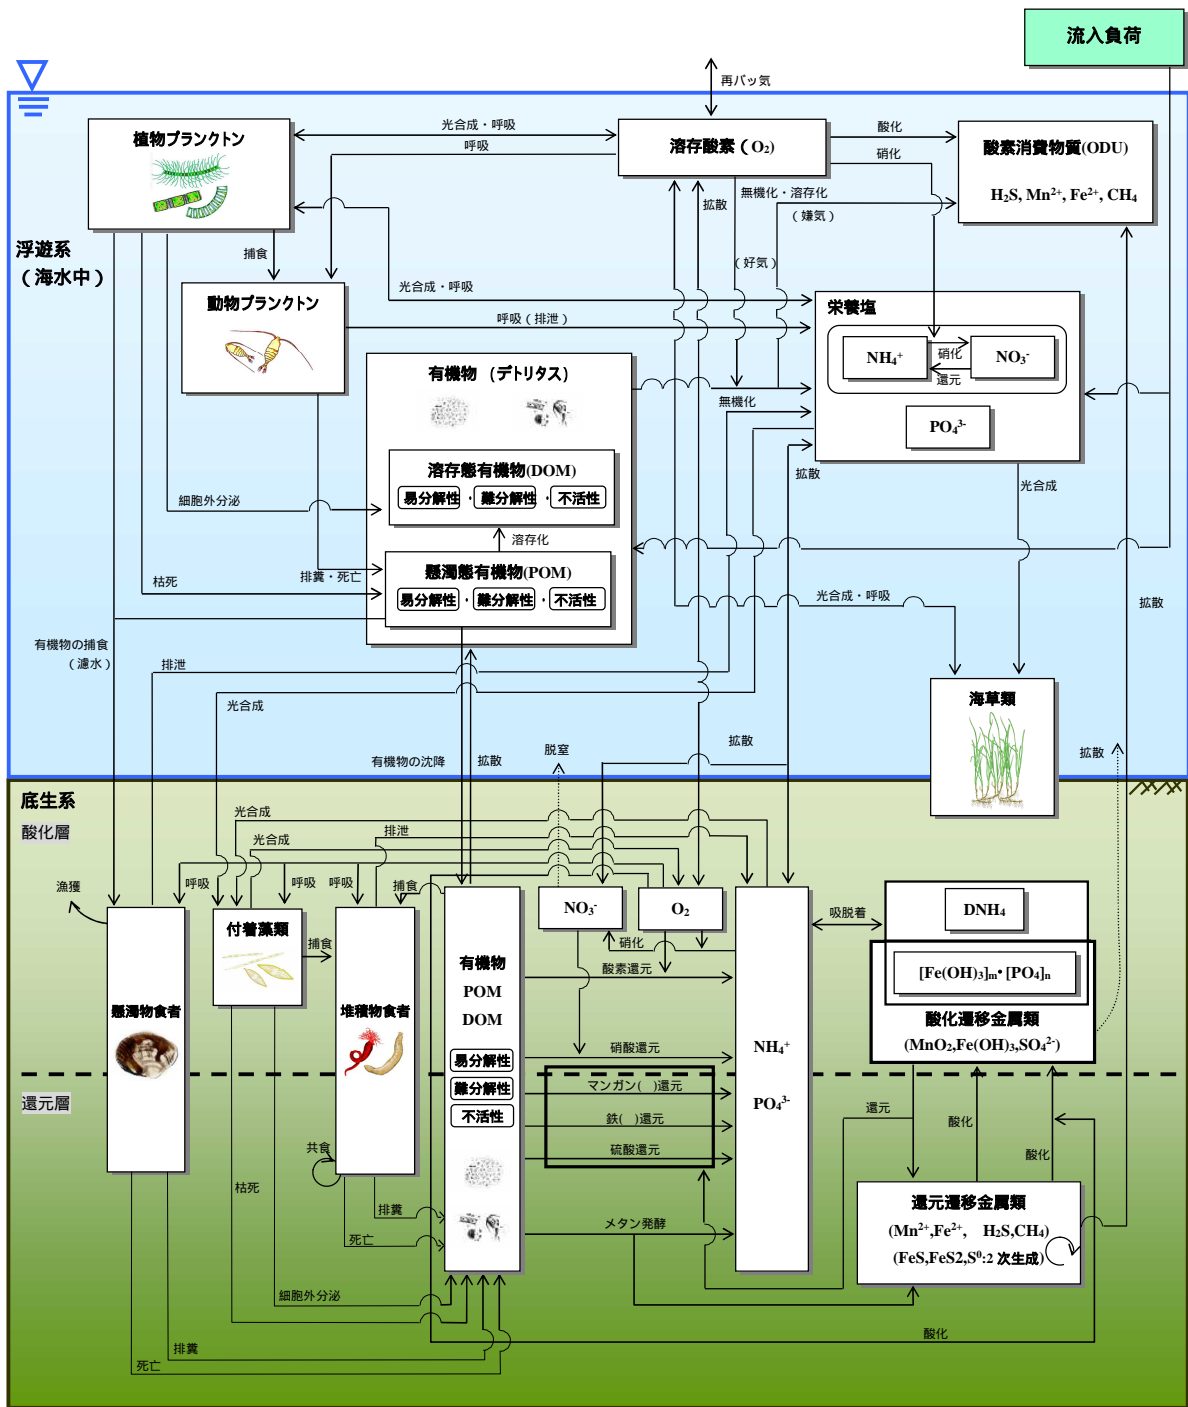 流入負荷
再バッ気
植物プランクトン
光合成・呼吸
呼吸
溶存酸素（O₂）
酸化
硝化
酸素消費物質(ODU)
H₂S, Mn²⁺, Fe²⁺, CH₄
拡散
無機化・溶存化
（嫌気）
（好気）
浮遊系
（海水中）
捕食
動物プランクトン
光合成・呼吸
呼吸（排泄）
栄養塩
NH₄⁺
硝化
還元
NO₃⁻
PO₄³⁻
有機物 （デトリタス）
無機化
溶存態有機物(DOM)
易分解性・難分解性・不活性
細胞外分泌
溶存化
懸濁態有機物(POM)
易分解性・難分解性・不活性
排糞・死亡
枯死
拡散
光合成
光合成・呼吸
拡散
有機物の捕食
（濾水）
排泄
光合成
海草類
有機物の沈降
拡散
脱窒
拡散
拡散
底生系
酸化層
光合成
光合成
排泄
漁獲
呼吸
呼吸
呼吸
捕食
懸濁物食者
付着藻類
捕食
堆積物食者
有機物
POM
DOM
易分解性
難分解性
不活性
NO₃⁻
O₂
硝化
酸素還元
硝酸還元
マンガン( )還元
鉄( )還元
硫酸還元
メタン発酵
NH₄⁺
PO₄³⁻
吸脱着
DNH₄
[Fe(OH)₃]m•[PO₄]n
酸化遷移金属類
(MnO₂,Fe(OH)₃,SO₄²⁻)
還元層
還元
酸化
酸化
共食
枯死
排糞
死亡
還元遷移金属類
(Mn²⁺,Fe²⁺, H₂S,CH₄)
(FeS,FeS2,S⁰:2 次生成)
細胞外分泌
酸化
排糞
死亡